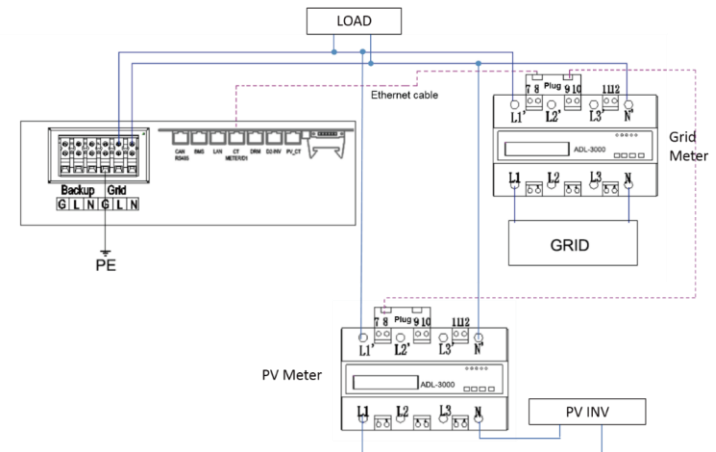 LOAD
Ethernet cable
7 8 Plug 9 10 11 12
L1' L2' L3' N'
Grid
Meter
ADL-3000
L1 L2 L3 N
GRID
CAN
RS485
BMS
LAN
CT
METER/D1
DRM
D2-INV
PV_CT
Backup Grid
G L N G L N
PE
7 8 Plug 9 10 11 12
L1' L2' L3' N'
PV Meter
ADL-3000
L1 L2 L3 N
PV INV